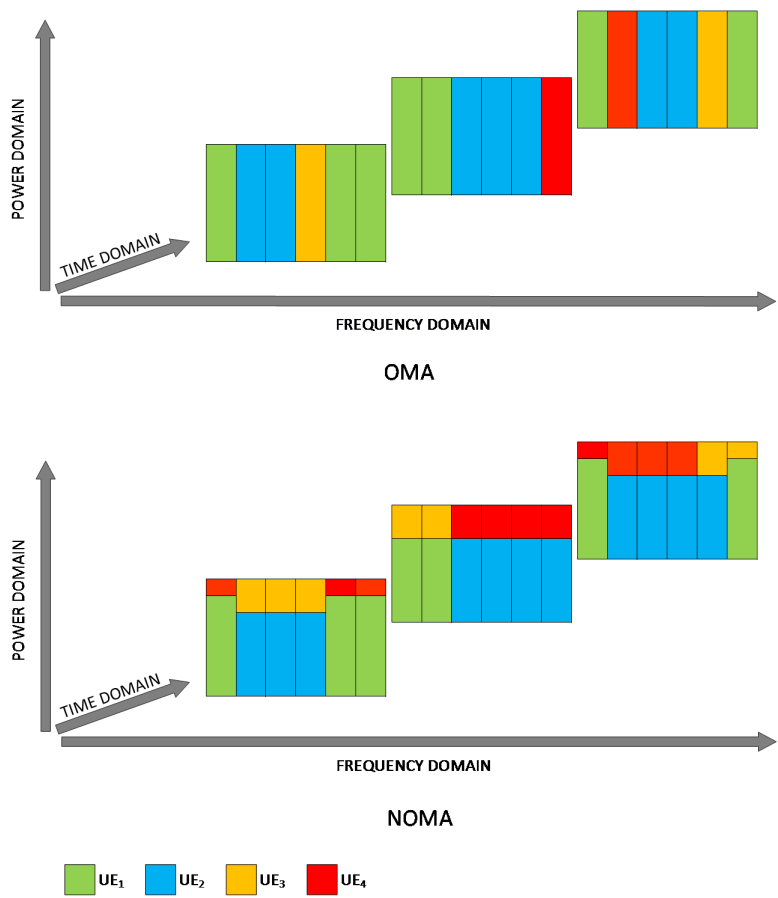 POWER DOMAIN
TIME DOMAIN
FREQUENCY DOMAIN
OMA
POWER DOMAIN
TIME DOMAIN
FREQUENCY DOMAIN
NOMA
UE₁ UE₂ UE₃ UE₄